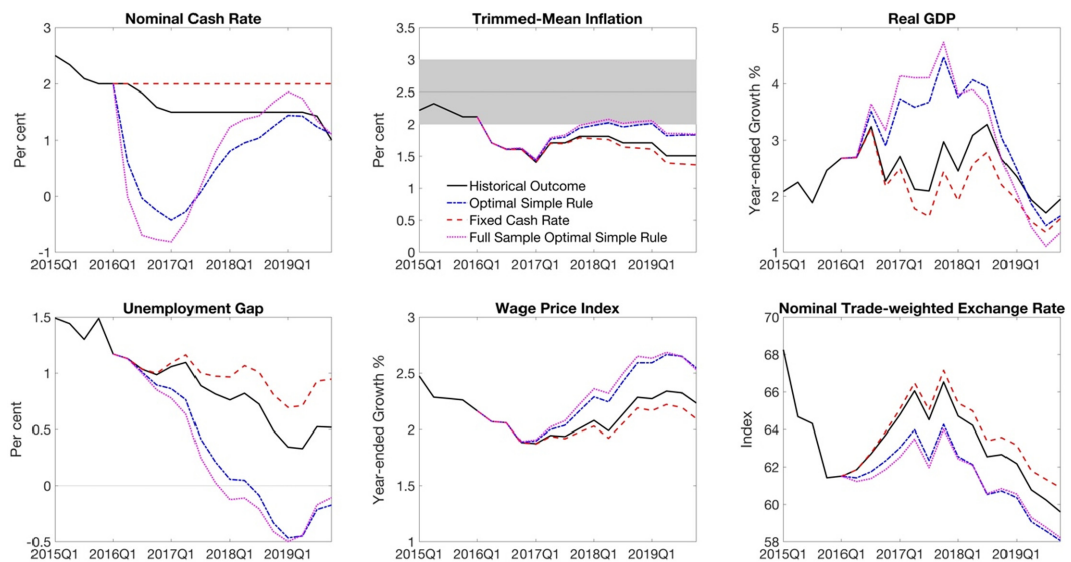 Nominal Cash Rate
Per cent
3
2
1
0
-1
2015Q1 2016Q1 2017Q1 2018Q1 2019Q1
Trimmed-Mean Inflation
Per cent
3.5
3
2.5
2
1.5
1
0.5
0
Historical Outcome
Optimal Simple Rule
Fixed Cash Rate
Full Sample Optimal Simple Rule
2015Q1 2016Q1 2017Q1 2018Q1 2019Q1
Real GDP
Year-ended Growth %
5
4
3
2
1
2015Q1 2016Q1 2017Q1 2018Q1 2019Q1
Unemployment Gap
Per cent
1.5
1
0.5
0
-0.5
2015Q1 2016Q1 2017Q1 2018Q1 2019Q1
Wage Price Index
Year-ended Growth %
3
2.5
2
1.5
1
2015Q1 2016Q1 2017Q1 2018Q1 2019Q1
Nominal Trade-weighted Exchange Rate
Index
70
68
66
64
62
60
58
2015Q1 2016Q1 2017Q1 2018Q1 2019Q1